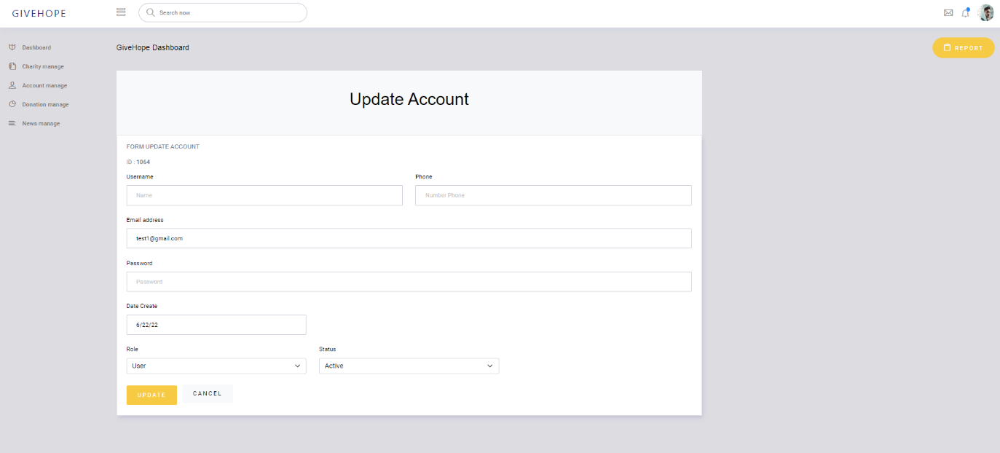 GIVEHOPE
Search now
Dashboard
Charity manage
Account manage
Donation manage
News manage
GiveHope Dashboard
REPORT
Update Account
FORM UPDATE ACCOUNT
ID : 1064
Username
Phone
Name
Number Phone
Email address
test1@gmail.com
Password
Password
Date Create
6/22/22
Role
Status
User
Active
UPDATE
CANCEL